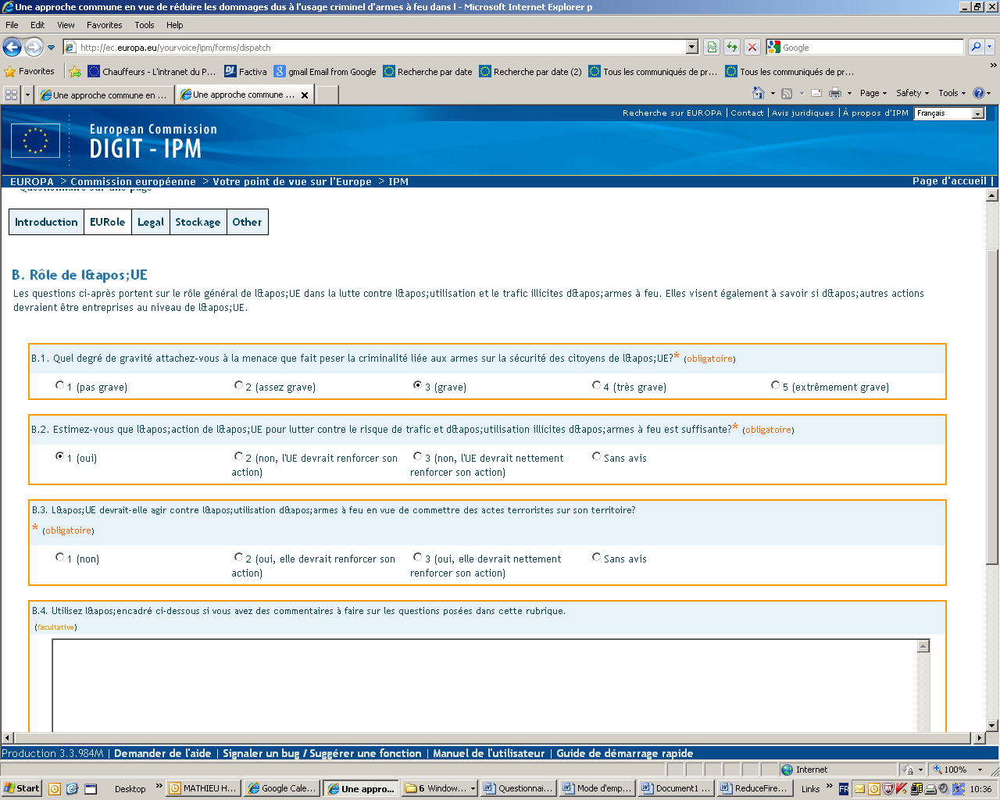 Une approche commune en vue de réduire les dommages dus à l'usage criminel d'armes à feu dans l - Microsoft Internet Explorer p
File Edit View Favorites Tools Help
http://ec.europa.eu/yourvoice/ipm/forms/dispatch
Google
Favorites
Chauffeurs - L'intranet du P...
Factiva
gmail Email from Google
Recherche par date
Recherche par date (2)
Tous les communiqués de pr...
Tous les communiqués de pr...
Une approche commune en ...
Une approche commune ...
Page
Safety
Tools
Recherche sur EUROPA | Contact | Avis juridiques | À propos d'IPM
Français
European Commission
DIGIT - IPM
EUROPA > Commission européenne > Votre point de vue sur l'Europe > IPM
Page d'accueil |
Questionnaire sur une page
Introduction EURole Legal Stockage Other
B. Rôle de l&apos;UE
Les questions ci-après portent sur le rôle général de l&apos;UE dans la lutte contre l&apos;utilisation et le trafic illicites d&apos;armes à feu. Elles visent également à savoir si d&apos;autres actions
devraient être entreprises au niveau de l&apos;UE.
B.1. Quel degré de gravité attachez-vous à la menace que fait peser la criminalité liée aux armes sur la sécurité des citoyens de l&apos;UE?* (obligatoire)
1 (pas grave) 2 (assez grave) 3 (grave) 4 (très grave) 5 (extrêmement grave)
B.2. Estimez-vous que l&apos;action de l&apos;UE pour lutter contre le risque de trafic et d&apos;utilisation illicites d&apos;armes à feu est suffisante?* (obligatoire)
1 (oui) 2 (non, l'UE devrait renforcer son 3 (non, l'UE devrait nettement Sans avis
action) renforcer son action)
B.3. L&apos;UE devrait-elle agir contre l&apos;utilisation d&apos;armes à feu en vue de commettre des actes terroristes sur son territoire?
* (obligatoire)
1 (non) 2 (oui, elle devrait renforcer son 3 (oui, elle devrait nettement Sans avis
action) renforcer son action)
B.4. Utilisez l&apos;encadré ci-dessous si vous avez des commentaires à faire sur les questions posées dans cette rubrique.
(facultative)
Production 3.3.984M | Demander de l'aide | Signaler un bug / Suggérer une fonction | Manuel de l'utilisateur | Guide de démarrage rapide
Internet
100%
Start
Desktop
MATHIEU H...
Google Cale...
Une appro...
6 Window...
Questionnai...
Mode d'emp...
Document1 ...
ReduceFire...
Links
FR
10:36